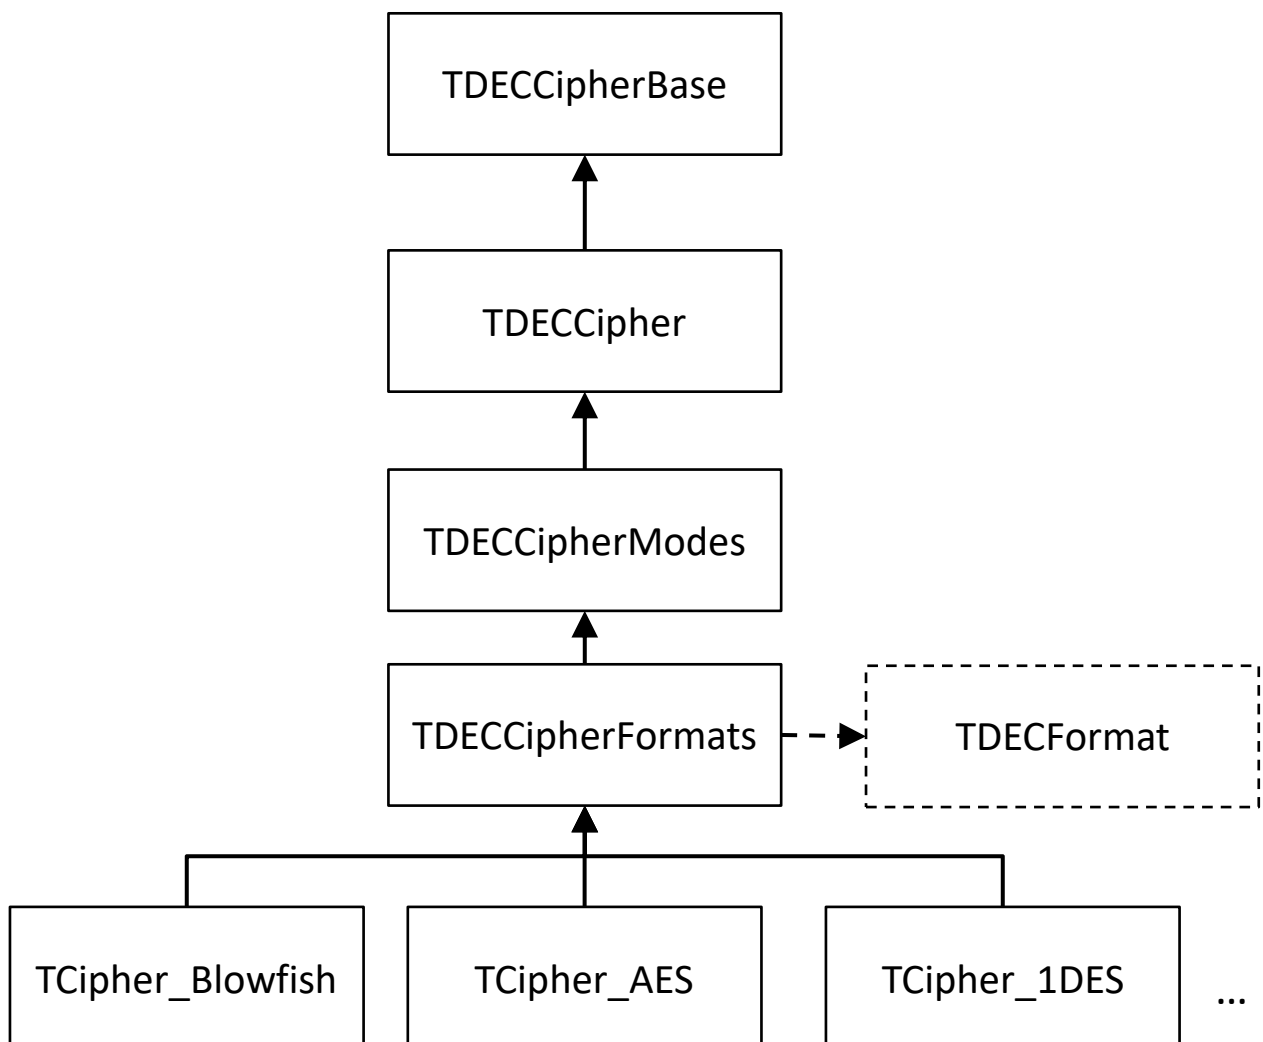 TDECCipherBase
TDECCipher
TDECCipherModes
TDECCipherFormats
TDECFormat
TCipher_Blowfish
TCipher_AES
TCipher_1DES
...